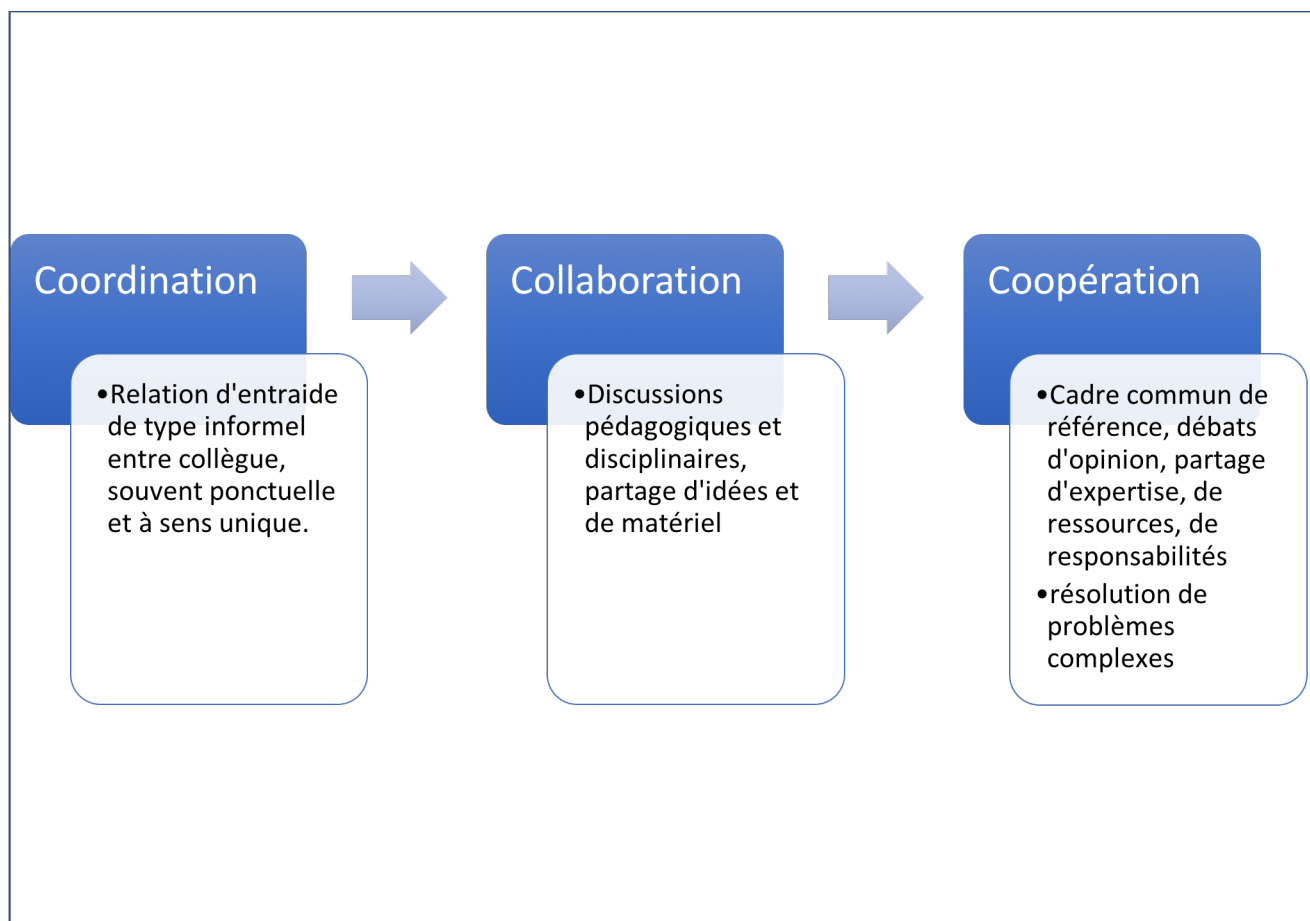 Coordination
•Relation d'entraide
de type informel
entre collègue,
souvent ponctuelle
et à sens unique.
Collaboration
•Discussions
pédagogiques et
disciplinaires,
partage d'idées et
de matériel
Coopération
•Cadre commun de
référence, débats
d'opinion, partage
d'expertise, de
ressources, de
responsabilités
•résolution de
problèmes
complexes